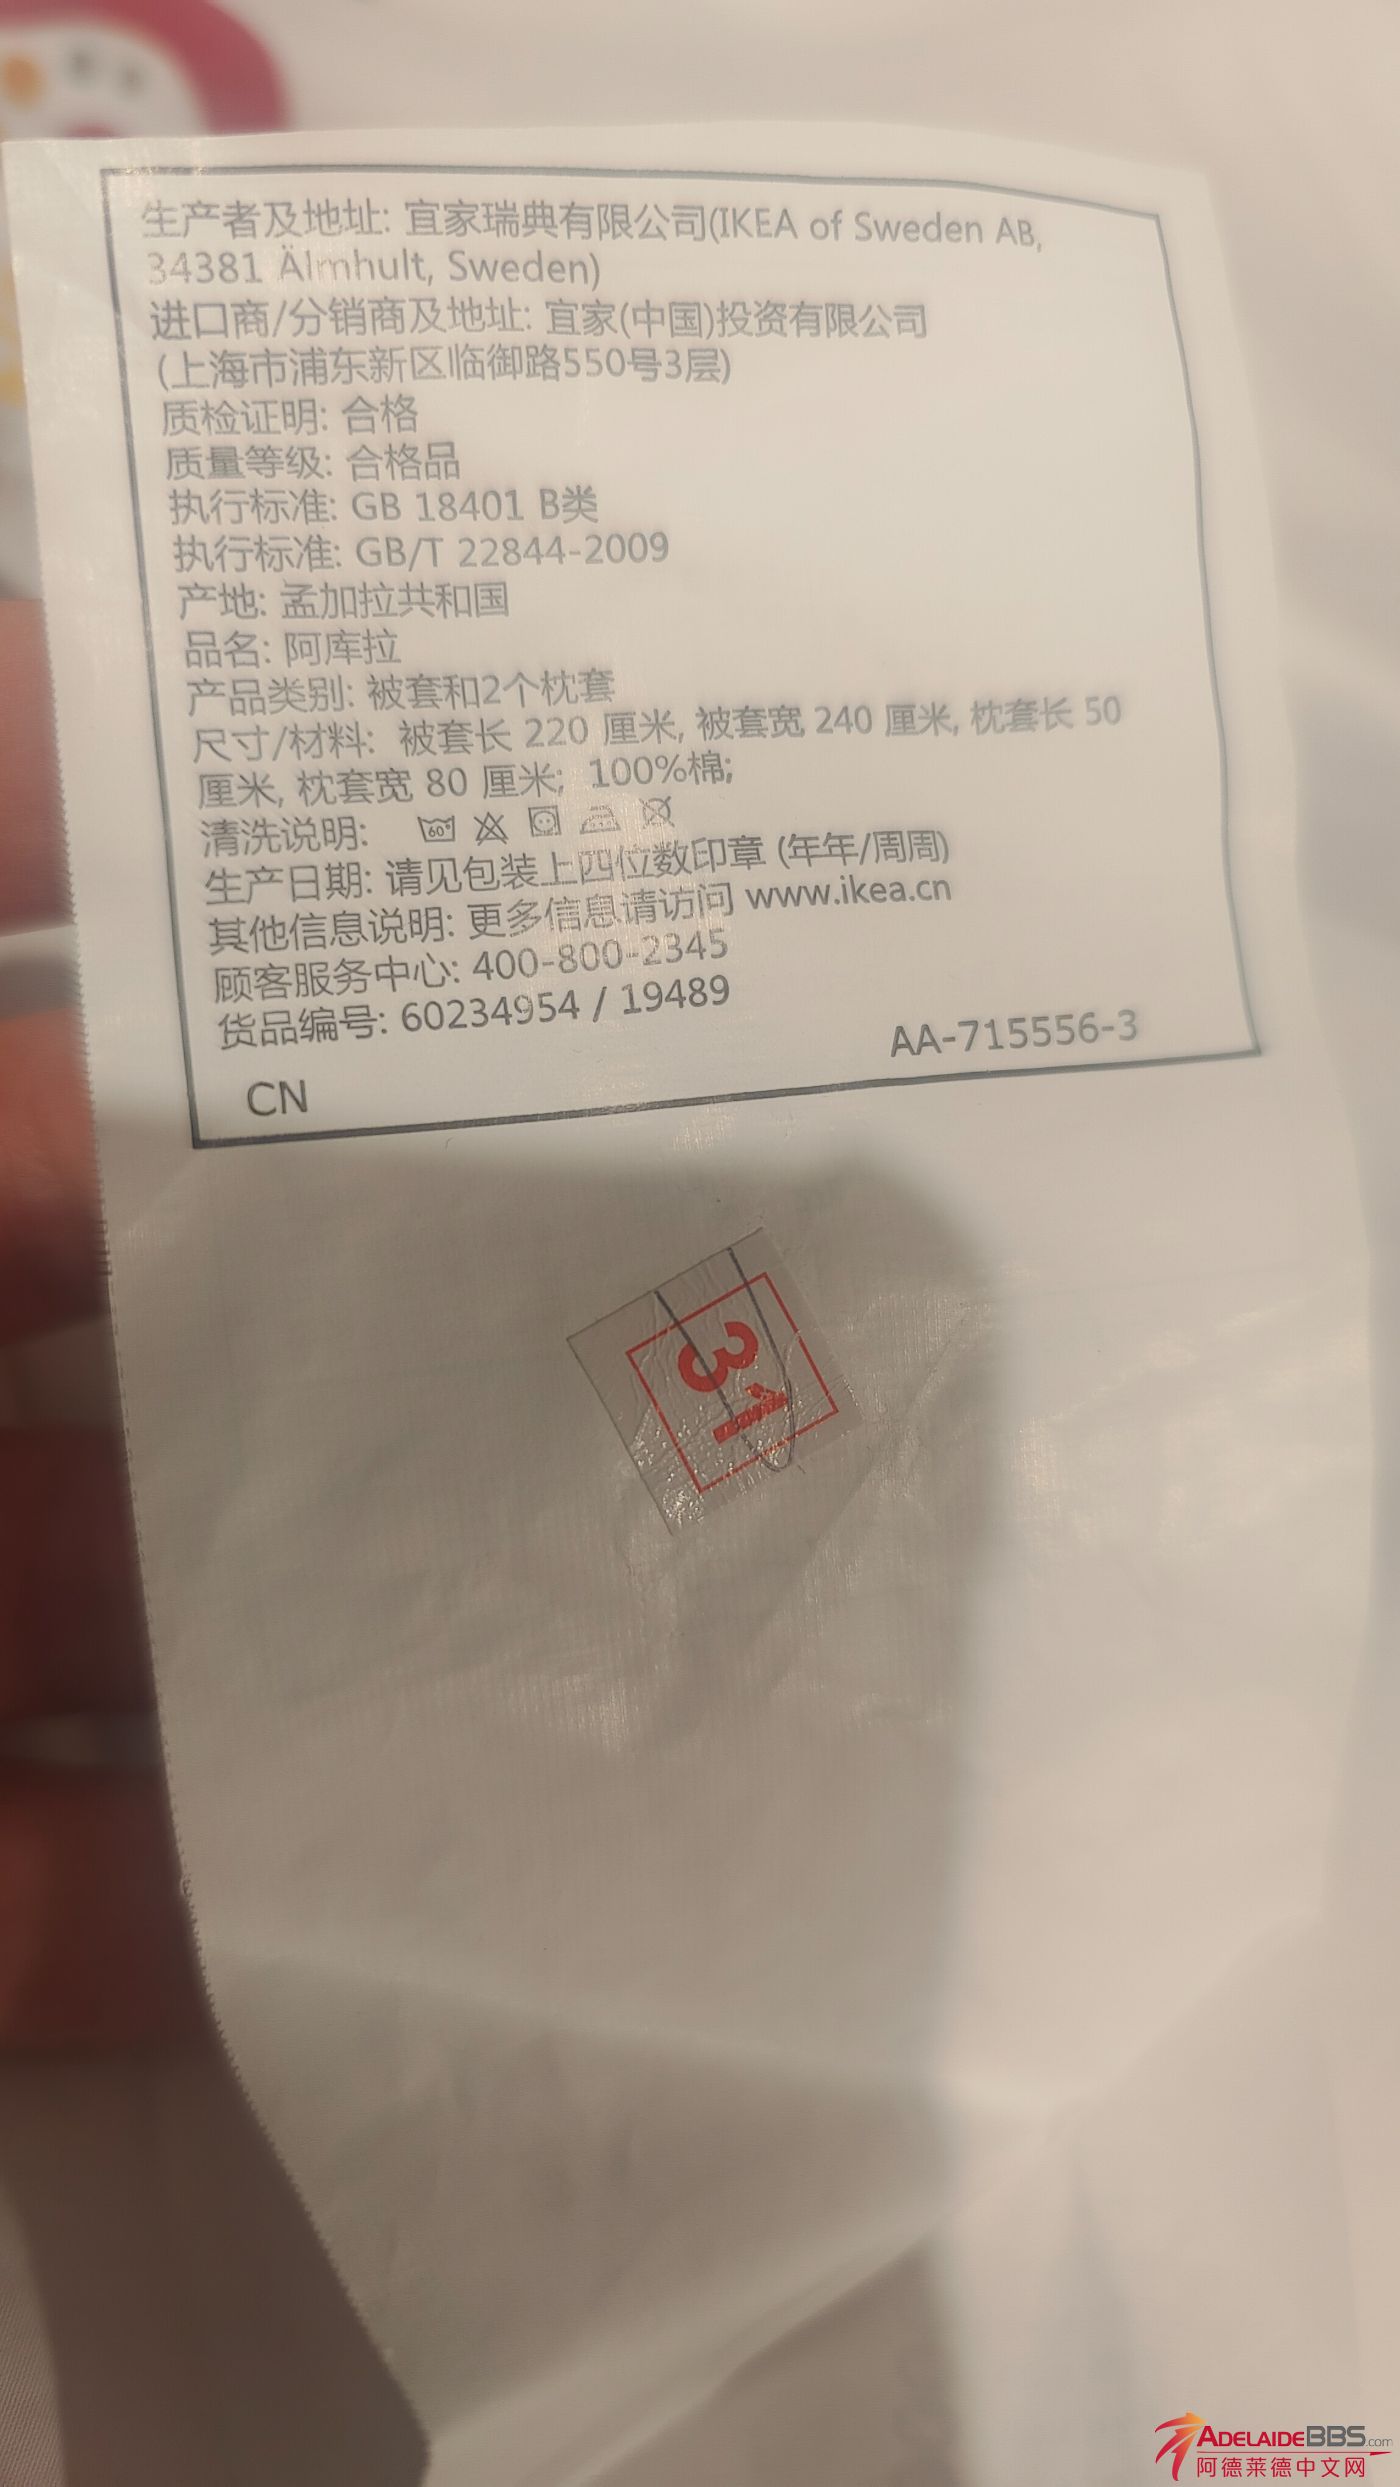 生产者及地址: 宜家瑞典有限公司(IKEA of Sweden AB,
34381 Älmhult, Sweden)
进口商/分销商及地址: 宜家(中国)投资有限公司
(上海市浦东新区临御路550号3层)
质检证明: 合格
质量等级: 合格品
执行标准: GB 18401 B类
执行标准: GB/T 22844-2009
产地: 孟加拉共和国
品名: 阿库拉
产品类别: 被套和2个枕套
尺寸/材料: 被套长 220 厘米, 被套宽 240 厘米, 枕套长 50
厘米, 枕套宽 80 厘米; 100%棉;
清洗说明: 60°
生产日期: 请见包装上四位数印章 (年年/周周)
其他信息说明: 更多信息请访问 www.ikea.cn
顾客服务中心: 400-800-2345
货品编号: 60234954 / 19489
AA-715556-3
CN
31
ADELAIDEBBS.com
阿德莱德中文网